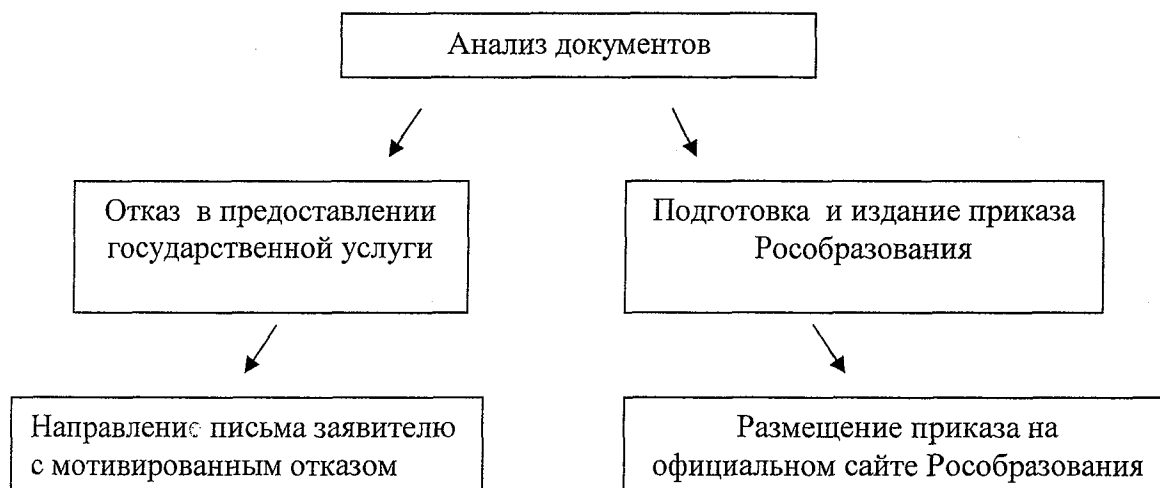 Анализ документов
Отказ в предоставлении
государственной услуги
Подготовка и издание приказа
Рособразования
Направление письма заявителю
с мотивированным отказом
Размещение приказа на
официальном сайте Рособразования